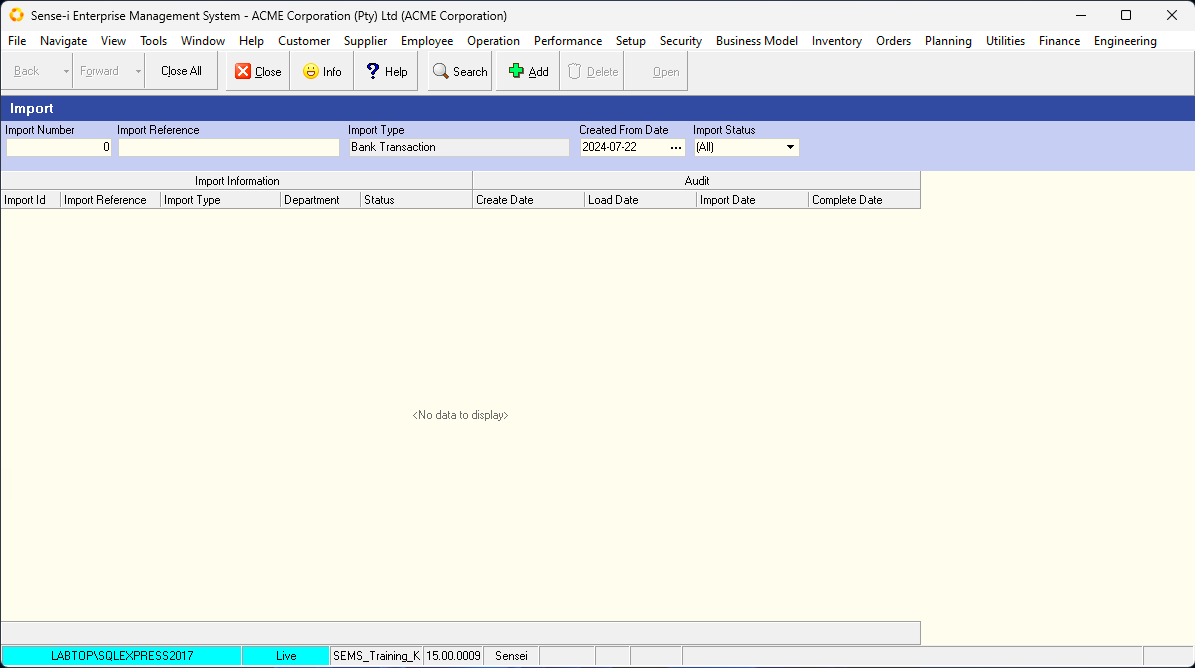 Sense-i Enterprise Management System - ACME Corporation (Pty) Ltd (ACME Corporation)
File Navigate View Tools Window Help Customer Supplier Employee Operation Performance Setup Security Business Model Inventory Orders Planning Utilities Finance Engineering
Back Forward Close All Close Info Help Search Add Delete Open
Import
Import Number Import Reference Import Type Created From Date Import Status
0 Bank Transaction 2024-07-22 ... (All)
Import Information Audit
Import Id Import Reference Import Type Department Status Create Date Load Date Import Date Complete Date
<No data to display>
LABTOP\SQLEXPRESS2017 Live SEMS_Training_K 15.00.0009 Sensei